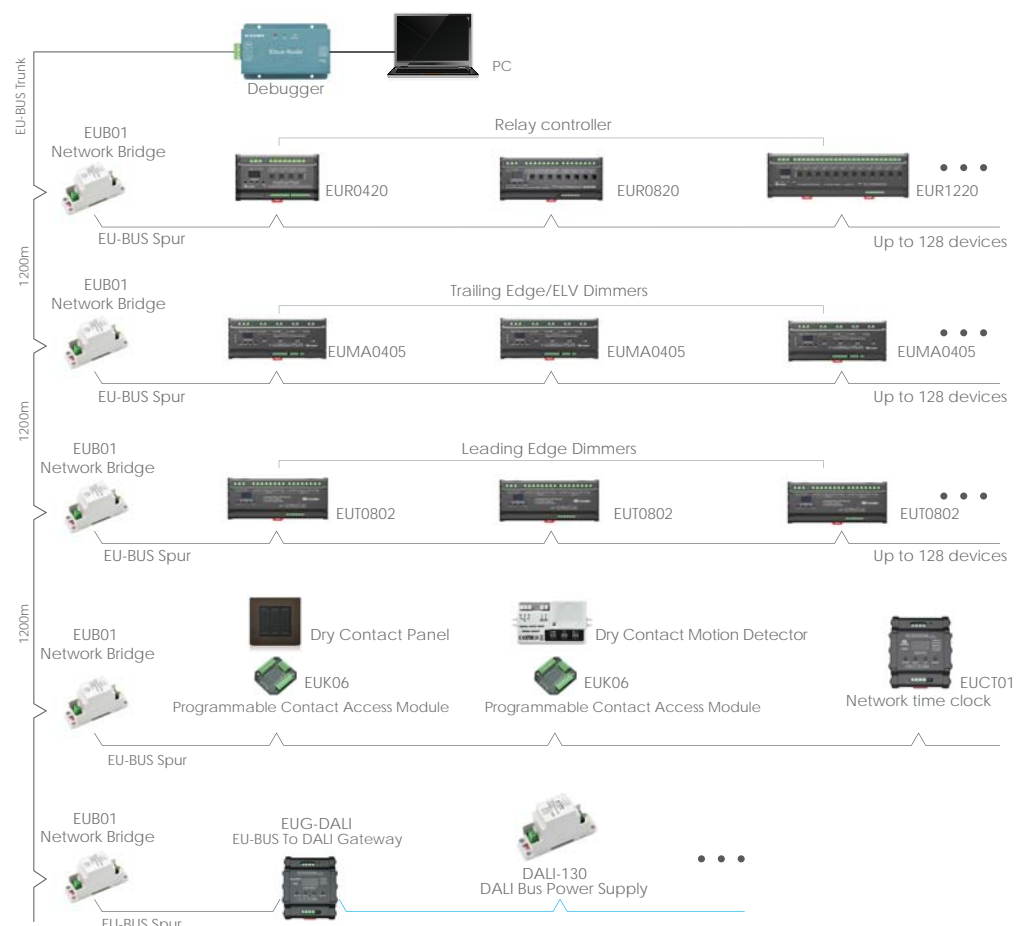 PC
Debugger
EU-BUS Trunk
EUB01
Network Bridge
Relay controller
EUR0420
EUR0820
EUR1220
EU-BUS Spur
Up to 128 devices
1200m
EUB01
Network Bridge
Trailing Edge/ELV Dimmers
EUMA0405
EUMA0405
EUMA0405
EU-BUS Spur
Up to 128 devices
1200m
EUB01
Network Bridge
Leading Edge Dimmers
EUT0802
EUT0802
EUT0802
EU-BUS Spur
Up to 128 devices
1200m
EUB01
Network Bridge
Dry Contact Panel
Dry Contact Motion Detector
EUK06
EUK06
EUCT01
Programmable Contact Access Module
Programmable Contact Access Module
Network time clock
EU-BUS Spur
EUB01
Network Bridge
EUG-DALI
EU-BUS To DALI Gateway
DALI-130
DALI Bus Power Supply
EU-BUS Spur